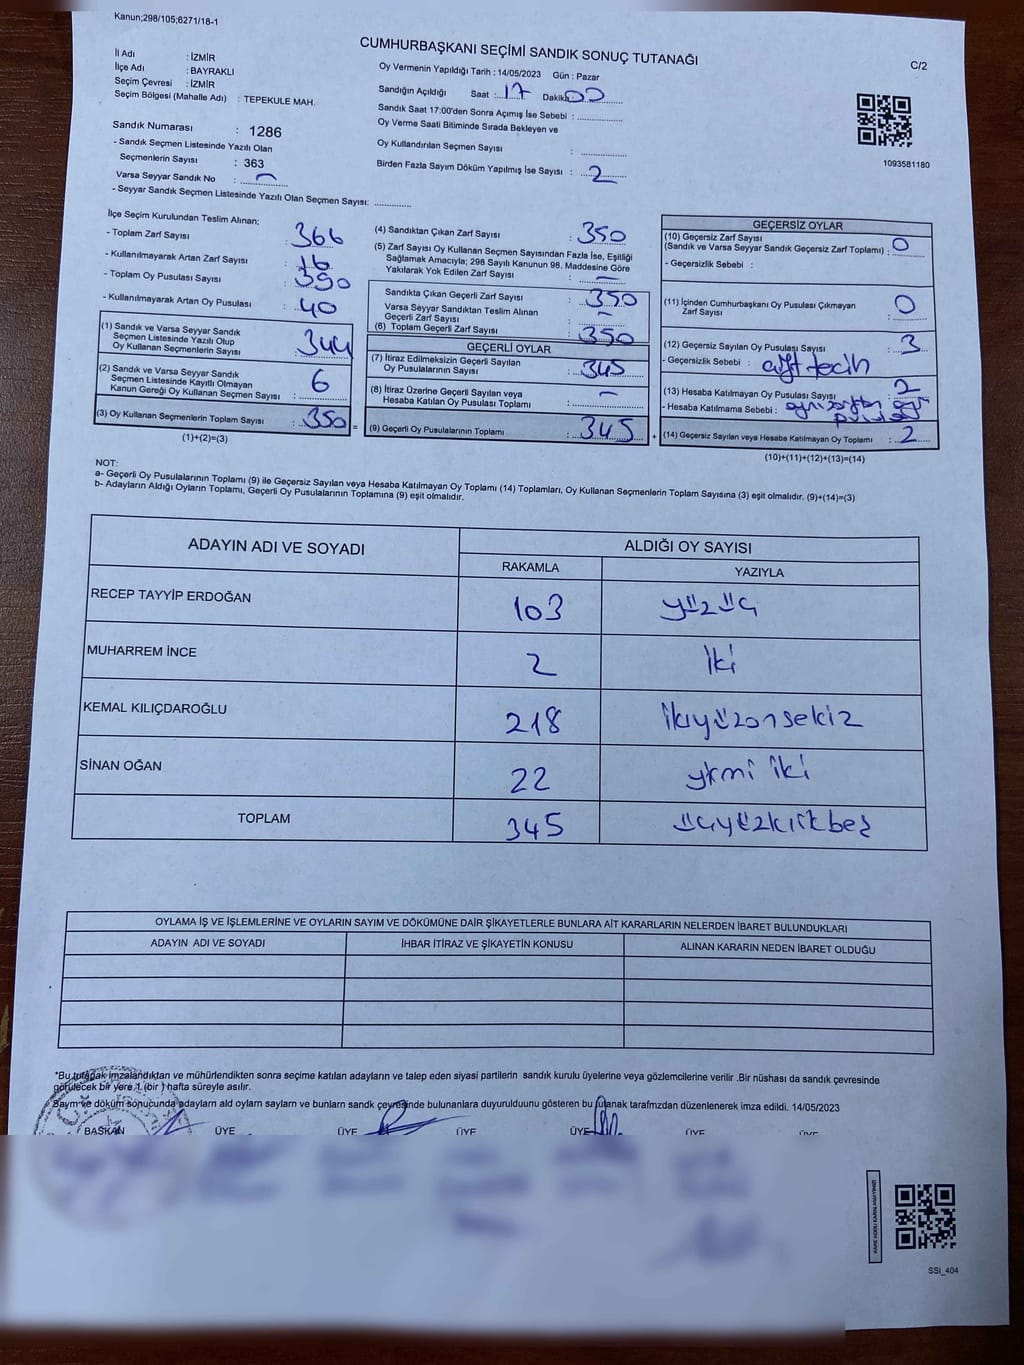 Kanun;298/105;6271/18-1
CUMHURBAŞKANI SEÇİMİ SANDIK SONUÇ TUTANAĞI
C/2
İl Adı : İZMİR
İlçe Adı : BAYRAKLI
Seçim Çevresi : İZMİR
Seçim Bölgesi (Mahalle Adı) : TEPEKULE MAH.
Sandık Numarası : 1286
- Sandık Seçmen Listesinde Yazılı Olan
Seçmenlerin Sayısı : 363
Varsa Seyyar Sandık No : –
- Seyyar Sandık Seçmen Listesinde Yazılı Olan Seçmen Sayısı:
Oy Vermenin Yapıldığı Tarih : 14/05/2023 Gün : Pazar
Sandığın Açıldığı Saat : 17 Dakika 00
Sandık Saat 17:00'den Sonra Açımış İse Sebebi :
Oy Verme Saati Bitiminde Sırada Bekleyen ve
Oy Kullandırılan Seçmen Sayısı :
Birden Fazla Sayım Döküm Yapılmış İse Sayısı : 2
1093581180
İlçe Seçim Kurulundan Teslim Alınan;
- Toplam Zarf Sayısı : 366
- Kullanılmayarak Artan Zarf Sayısı : 16
- Toplam Oy Pusulası Sayısı : 390
- Kullanılmayarak Artan Oy Pusulası : 40
(1) Sandık ve Varsa Seyyar Sandık
Seçmen Listesinde Yazılı Olup
Oy Kullanan Seçmenlerin Sayısı : 344
(2) Sandık ve Varsa Seyyar Sandık
Seçmen Listesinde Kayıtlı Olmayan
Kanun Gereği Oy Kullanan Seçmen Sayısı : 6
(3) Oy Kullanan Seçmenlerin Toplam Sayısı : 350
(1)+(2)=(3)
(4) Sandıktan Çıkan Zarf Sayısı : 350
(5) Zarf Sayısı Oy Kullanan Seçmen Sayısından Fazla İse, Eşitliği
Sağlamak Amacıyla; 298 Sayılı Kanunun 98. Maddesine Göre
Yakılarak Yok Edilen Zarf Sayısı : –
Sandıkta Çıkan Geçerli Zarf Sayısı : 350
Varsa Seyyar Sandıktan Teslim Alınan
Geçerli Zarf Sayısı : –
(6) Toplam Geçerli Zarf Sayısı : 350
GEÇERLİ OYLAR
(7) İtiraz Edilmeksizin Geçerli Sayılan
Oy Pusulasının Sayısı : 345
(8) İtiraz Üzerine Geçerli Sayılan veya
Hesaba Katılan Oy Pusulası Toplamı : –
= (9) Geçerli Oy Pusulalarının Toplamı : 345 +
GEÇERSİZ OYLAR
(10) Geçersiz Zarf Sayısı
(Sandık ve Varsa Seyyar Sandık Geçersiz Zarf Toplamı) : 0
- Geçersizlik Sebebi :
(11) İçinden Cumhurbaşkanı Oy Pusulası Çıkmayan
Zarf Sayısı : 0
(12) Geçersiz Sayılan Oy Pusulası Sayısı : 3
- Geçersizlik Sebebi : çift tecih
(13) Hesaba Katılmayan Oy Pusulası Sayısı : 2
- Hesaba Katılmama Sebebi :
(14) Geçersiz Sayılan veya Hesaba Katılmayan Oy Toplamı : 2
(10)+(11)+(12)+(13)=(14)
NOT:
a- Geçerli Oy Pusulalarının Toplamı (9) ile Geçersiz Sayılan veya Hesaba Katılmayan Oy Toplamı (14) Toplamları, Oy Kullanan Seçmenlerin Toplam Sayısına (3) eşit olmalıdır. (9)+(14)=(3)
b- Adayların Aldığı Oyların Toplamı, Geçerli Oy Pusulalarının Toplamına (9) eşit olmalıdır.
ADAYIN ADI VE SOYADI ALDIĞI OY SAYISI
RAKAMLA YAZIYLA
RECEP TAYYİP ERDOĞAN 103 yüzüç
MUHARREM İNCE 2 iki
KEMAL KILIÇDAROĞLU 218 ikiyüzonsekiz
SİNAN OĞAN 22 yirmi iki
TOPLAM 345 üçyüzkırkbeş
OYLAMA İŞ VE İŞLEMLERİNE VE OYLARIN SAYIM VE DÖKÜMÜNE DAİR ŞİKAYETLERLE BUNLARA AİT KARARLARIN NELERDEN İBARET BULUNDUKLARI
ADAYIN ADI VE SOYADI İHBAR İTİRAZ VE ŞİKAYETİN KONUSU ALINAN KARARIN NEDEN İBARET OLDUĞU
*Bu tutanak imzalandıktan ve mühürlendikten sonra seçime katılan adayların ve talep eden siyasi partilerin sandık kurulu üyelerine veya gözlemcilerine verilir .Bir nüshası da sandık çevresinde
görülecek bir yere 1 (bir ) hafta süreyle asılır.
Saym ve döküm sonucunda adayların ald oyların saylarn ve bunların sandk çevresinde bulunanlara duyurulduunu gösteren bu tutanak tarafmzdan düzenlenerek imza edildi. 14/05/2023
BAŞKAN ÜYE ÜYE ÜYE ÜYE ÜYE ÜYE
KARE KODU KARALAMAYINIZ!
SSI_404